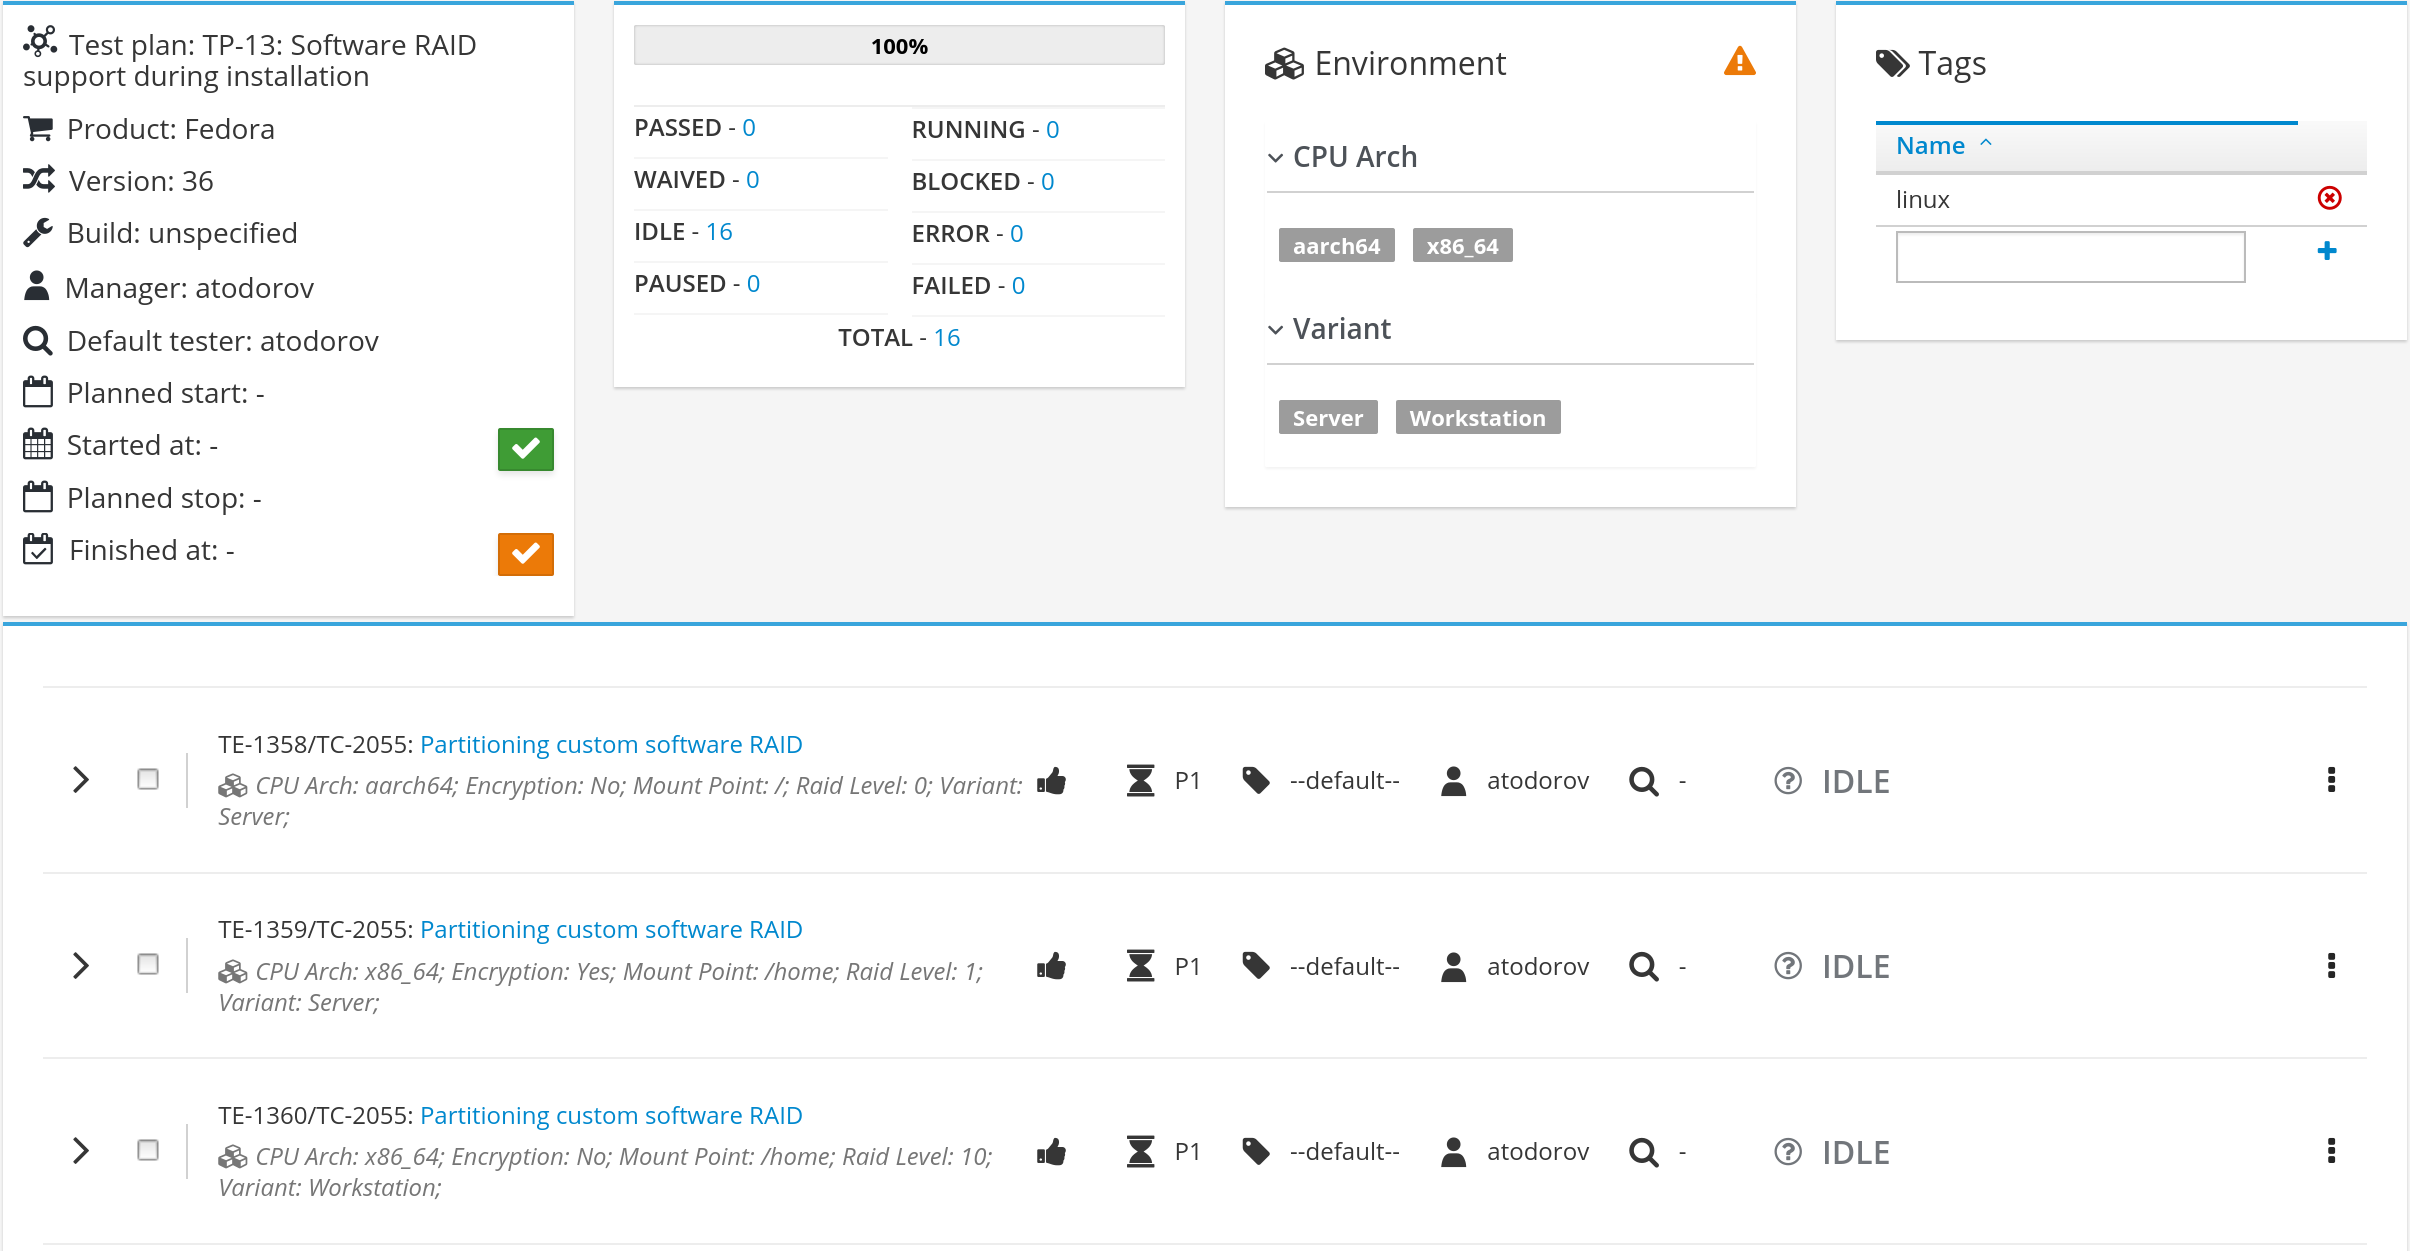 Test plan: TP-13: Software RAID
support during installation
Product: Fedora
Version: 36
Build: unspecified
Manager: atodorov
Default tester: atodorov
Planned start: -
Started at: -
Planned stop: -
Finished at: -
100%
PASSED - 0
RUNNING - 0
WAIVED - 0
BLOCKED - 0
IDLE - 16
ERROR - 0
PAUSED - 0
FAILED - 0
TOTAL - 16
Environment
CPU Arch
aarch64 x86_64
Variant
Server Workstation
Tags
Name
linux
TE-1358/TC-2055: Partitioning custom software RAID
CPU Arch: aarch64; Encryption: No; Mount Point: /; Raid Level: 0; Variant:
Server;
P1 --default-- atodorov - IDLE
TE-1359/TC-2055: Partitioning custom software RAID
CPU Arch: x86_64; Encryption: Yes; Mount Point: /home; Raid Level: 1;
Variant: Server;
P1 --default-- atodorov - IDLE
TE-1360/TC-2055: Partitioning custom software RAID
CPU Arch: x86_64; Encryption: No; Mount Point: /home; Raid Level: 10;
Variant: Workstation;
P1 --default-- atodorov - IDLE